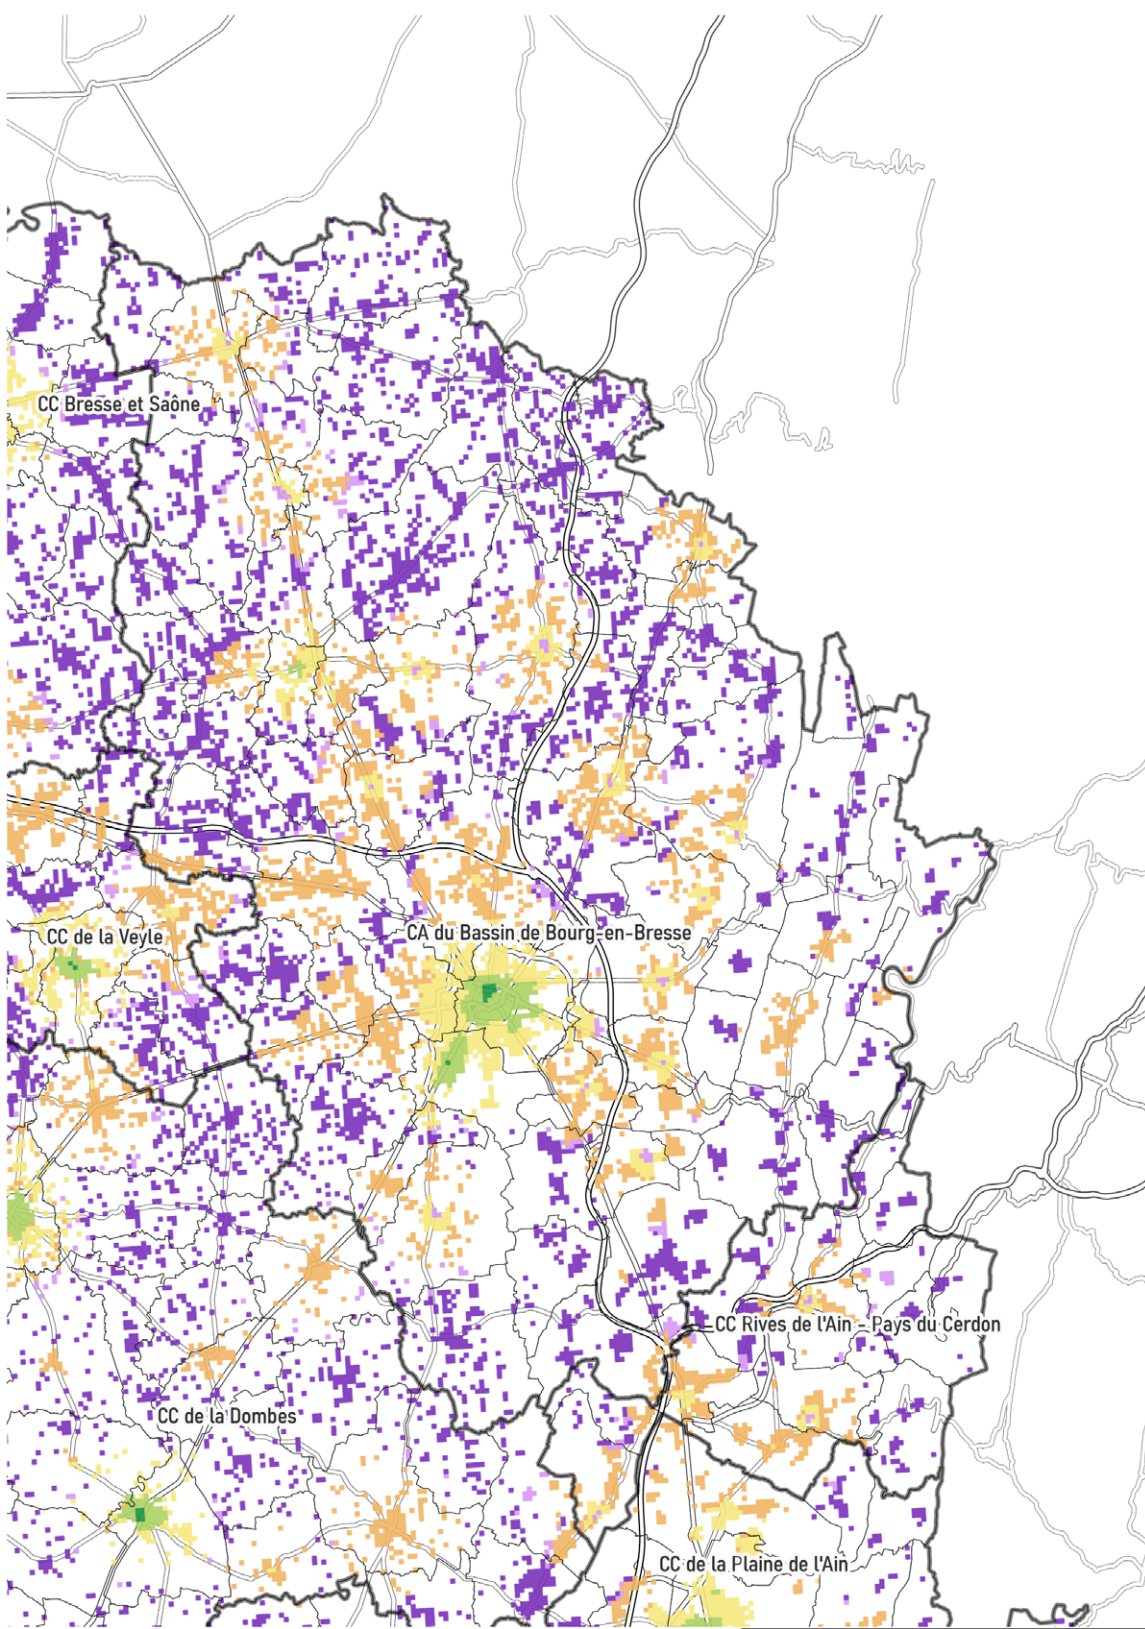 CC Bresse et Saône
CC de la Veyle
CA du Bassin de Bourg-en-Bresse
CC Rives de l'Ain - Pays du Cerdon
CC de la Dombes
CC de la Plaine de l'Ain